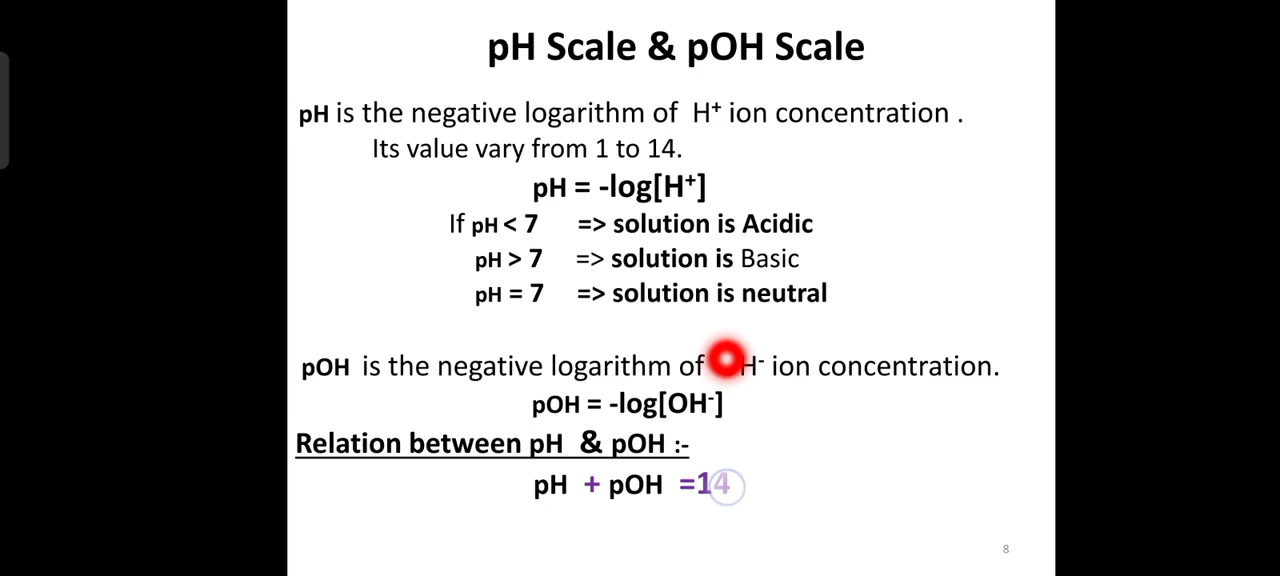 pH Scale & pOH Scale
pH is the negative logarithm of H⁺ ion concentration .
Its value vary from 1 to 14.
pH = -log[H⁺]
If pH < 7 => solution is Acidic
pH > 7 => solution is Basic
pH = 7 => solution is neutral
pOH is the negative logarithm of H⁻ ion concentration.
pOH = -log[OH⁻]
Relation between pH & pOH :-
pH + pOH =14
8